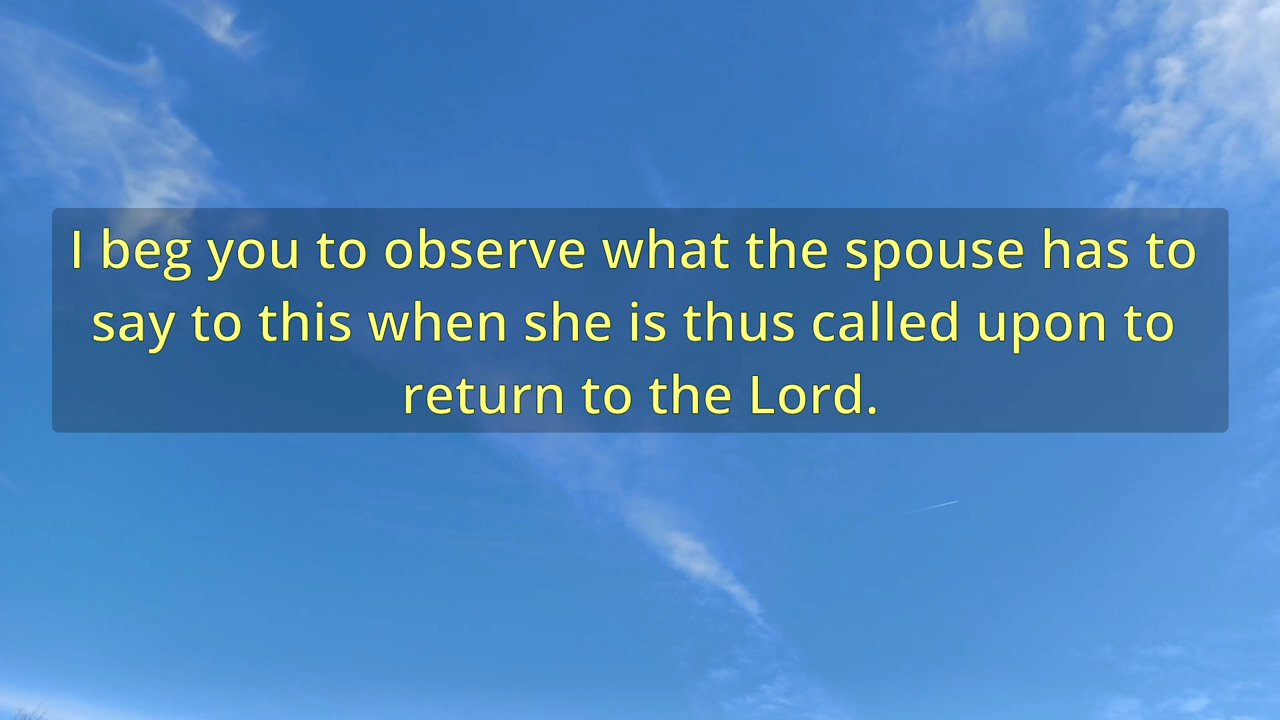 I beg you to observe what the spouse has to
say to this when she is thus called upon to
return to the Lord.